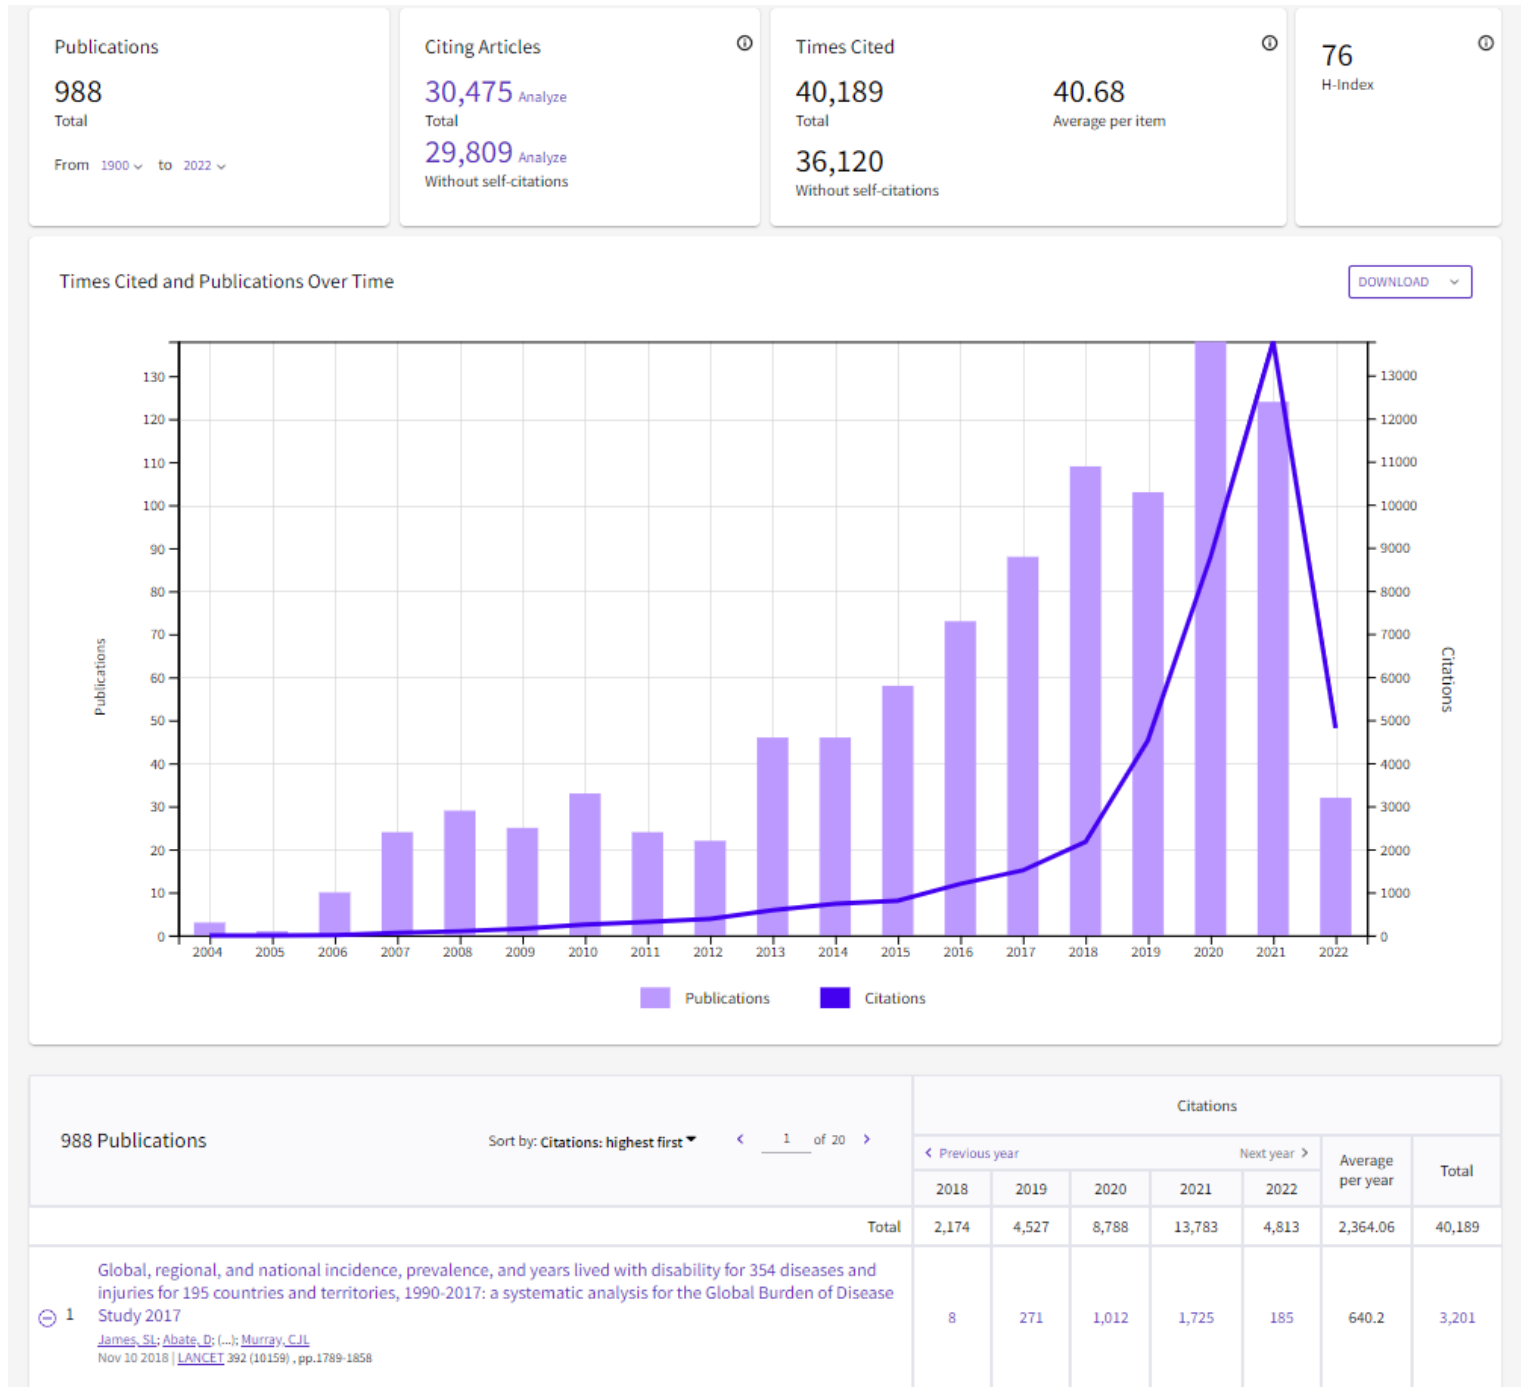 Publications
988
Total
From 1900 to 2022
Citing Articles
30,475 Analyze
Total
29,809 Analyze
Without self-citations
Times Cited
40,189
Total
36,120
Without self-citations
40.68
Average per item
76
H-Index
Times Cited and Publications Over Time
DOWNLOAD
Publications
130
120
110
100
90
80
70
60
50
40
30
20
10
0
13000
12000
11000
10000
9000
8000
7000
6000
5000
4000
3000
2000
1000
0
Citations
2004 2005 2006 2007 2008 2009 2010 2011 2012 2013 2014 2015 2016 2017 2018 2019 2020 2021 2022
Publications Citations
988 Publications
Sort by: Citations: highest first
< 1 of 20 >
Citations
< Previous year Next year >
2018 2019 2020 2021 2022
Average
per year
Total
Total 2,174 4,527 8,788 13,783 4,813 2,364.06 40,189
1
Global, regional, and national incidence, prevalence, and years lived with disability for 354 diseases and
injuries for 195 countries and territories, 1990-2017: a systematic analysis for the Global Burden of Disease
Study 2017
James, SL; Abate, D; (...); Murray, CJL
Nov 10 2018 | LANCET 392 (10159) , pp.1789-1858
8 271 1,012 1,725 185 640.2 3,201